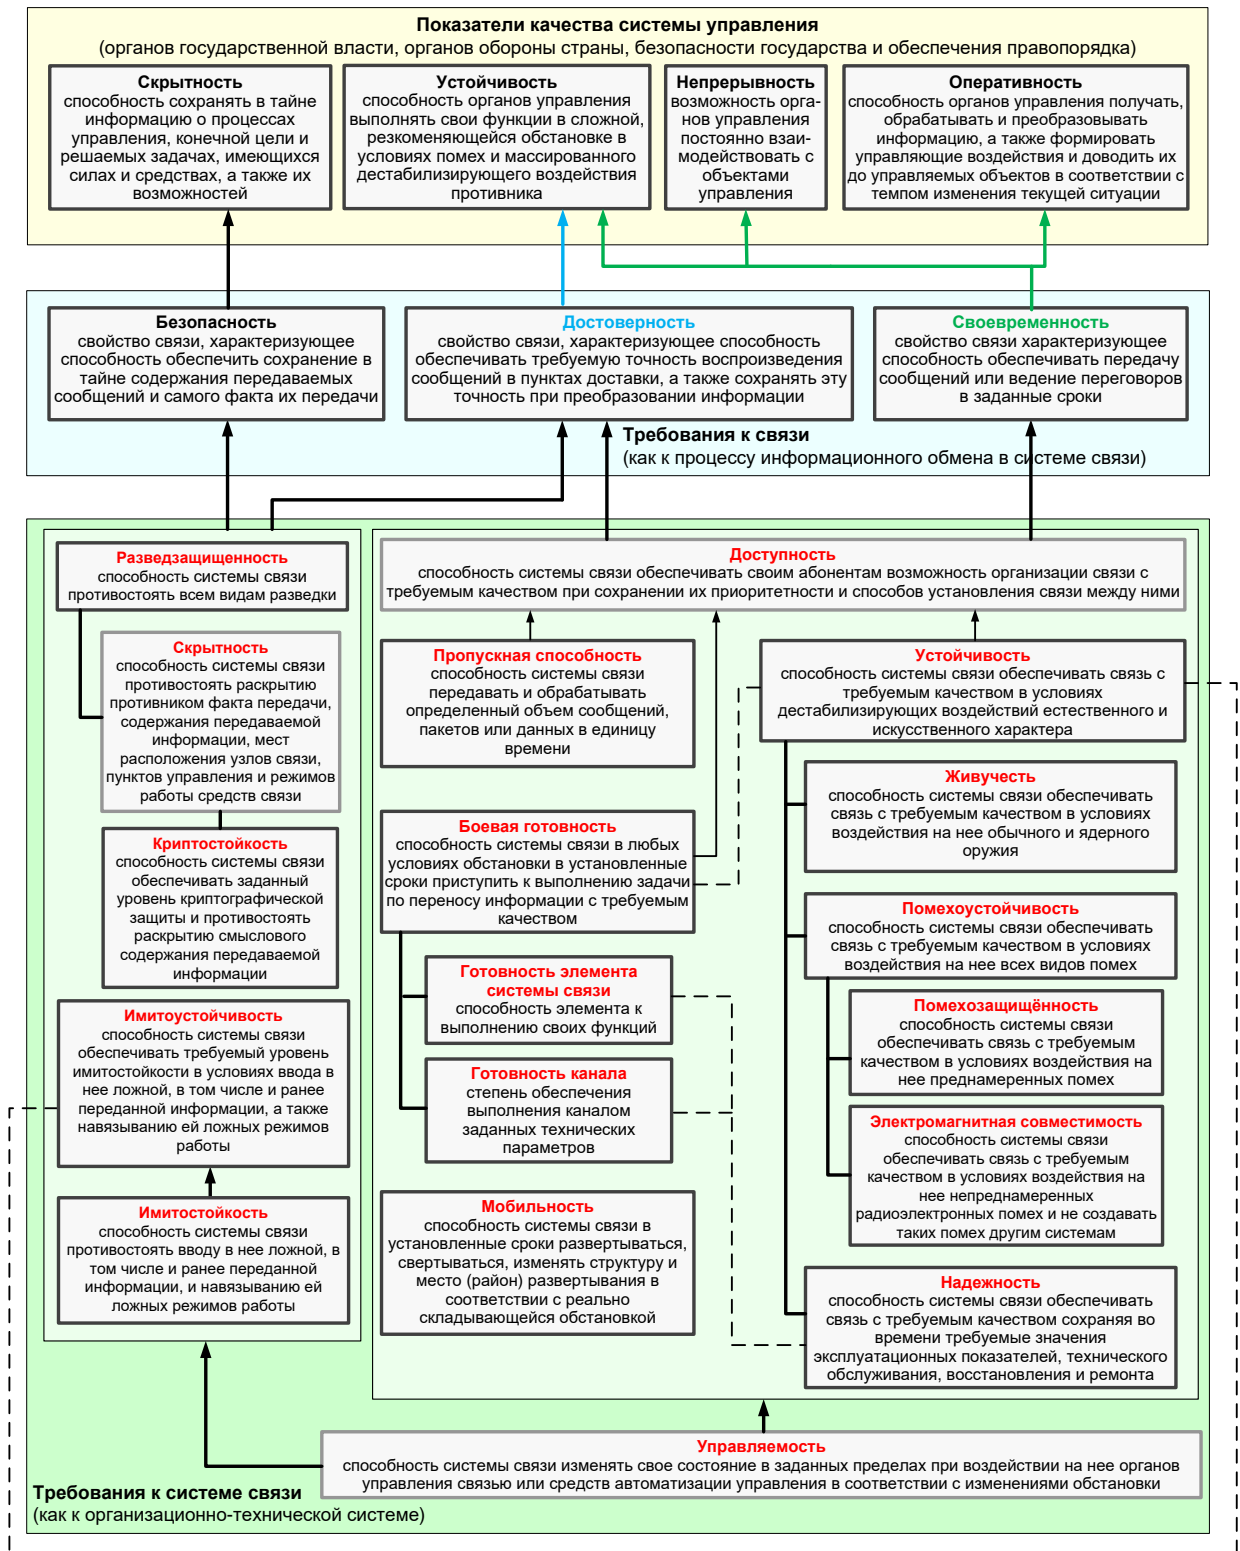 Показатели качества системы управления
(органов государственной власти, органов обороны страны, безопасности государства и обеспечения правопорядка)
Скрытность
способность сохранять в тайне
информацию о процессах
управления, конечной цели и
решаемых задачах, имеющихся
силах и средствах, а также их
возможностей
Устойчивость
способность органов управления
выполнять свои функции в сложной,
резкоменяющейся обстановке в
условиях помех и массированного
дестабилизирующего воздействия
противника
Непрерывность
возможность орга-
нов управления
постоянно взаи-
модействовать с
объектами
управления
Оперативность
способность органов управления получать,
обрабатывать и преобразовывать
информацию, а также формировать
управляющие воздействия и доводить их
до управляемых объектов в соответствии с
темпом изменения текущей ситуации
Безопасность
свойство связи, характеризующее
способность обеспечить сохранение в
тайне содержания передаваемых
сообщений и самого факта их передачи
Достоверность
свойство связи, характеризующее способность
обеспечивать требуемую точность воспроизведения
сообщений в пунктах доставки, а также сохранять эту
точность при преобразовании информации
Своевременность
свойство связи характеризующее
способность обеспечивать передачу
сообщений или ведение переговоров
в заданные сроки
Требования к связи
(как к процессу информационного обмена в системе связи)
Разведзащищенность
способность системы связи
противостоять всем видам разведки
Скрытность
способность системы связи
противостоять раскрытию
противником факта передачи,
содержания передаваемой
информации, мест
расположения узлов связи,
пунктов управления и режимов
работы средств связи
Криптостойкость
способность системы связи
обеспечивать заданный
уровень криптографической
защиты и противостоять
раскрытию смыслового
содержания передаваемой
информации
Имитоустойчивость
способность системы связи
обеспечивать требуемый уровень
имитостойкости в условиях ввода в
нее ложной, в том числе и ранее
переданной информации, а также
навязыванию ей ложных режимов
работы
Имитостойкость
способность системы связи
противостоять вводу в нее ложной, в
том числе и ранее переданной
информации, и навязыванию ей
ложных режимов работы
Доступность
способность системы связи обеспечивать своим абонентам возможность организации связи с
требуемым качеством при сохранении их приоритетности и способов установления связи между ними
Пропускная способность
способность системы связи
передавать и обрабатывать
определенный объем сообщений,
пакетов или данных в единицу
времени
Боевая готовность
способность системы связи в любых
условиях обстановки в установленные
сроки приступить к выполнению задачи
по переносу информации с требуемым
качеством
Готовность элемента
системы связи
способность элемента к
выполнению своих функций
Готовность канала
степень обеспечения
выполнения каналом
заданных технических
параметров
Мобильность
способность системы связи в
установленные сроки развертываться,
свертываться, изменять структуру и
место (район) развертывания в
соответствии с реально
складывающейся обстановкой
Устойчивость
способность системы связи обеспечивать связь с
требуемым качеством в условиях
дестабилизирующих воздействий естественного и
искусственного характера
Живучесть
способность системы связи обеспечивать
связь с требуемым качеством в условиях
воздействия на нее обычного и ядерного
оружия
Помехоустойчивость
способность системы связи обеспечивать
связь с требуемым качеством в условиях
воздействия на нее всех видов помех
Помехозащищённость
способность системы связи
обеспечивать связь с требуемым
качеством в условиях воздействия на
нее преднамеренных помех
Электромагнитная совместимость
способность системы связи
обеспечивать связь с требуемым
качеством в условиях воздействия на
нее непреднамеренных
радиоэлектронных помех и не создавать
таких помех другим системам
Надежность
способность системы связи обеспечивать
связь с требуемым качеством сохраняя во
времени требуемые значения
эксплуатационных показателей, технического
обслуживания, восстановления и ремонта
Управляемость
способность системы связи изменять свое состояние в заданных пределах при воздействии на нее органов
управления связью или средств автоматизации управления в соответствии с изменениями обстановки
Требования к системе связи
(как к организационно-технической системе)